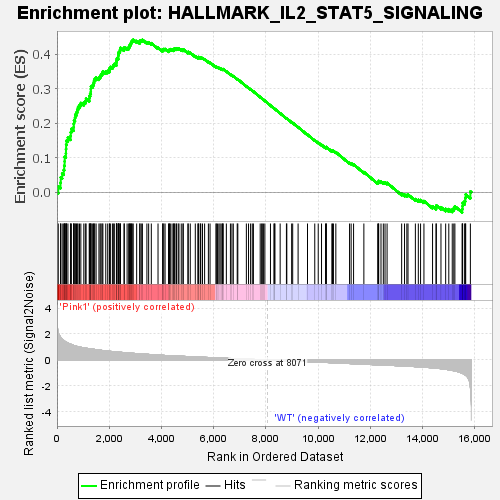 Enrichment plot: HALLMARK_IL2_STAT5_SIGNALING
Enrichment score (ES)
0.4
0.3
0.2
0.1
0.0
'Pink1' (positively correlated)
Ranked list metric (Signal2Noise)
4
2
0
-2
-4
Zero cross at 8071
'WT' (negatively correlated)
0 2,000 4,000 6,000 8,000 10,000 12,000 14,000 16,000
Rank in Ordered Dataset
Enrichment profile Hits Ranking metric scores